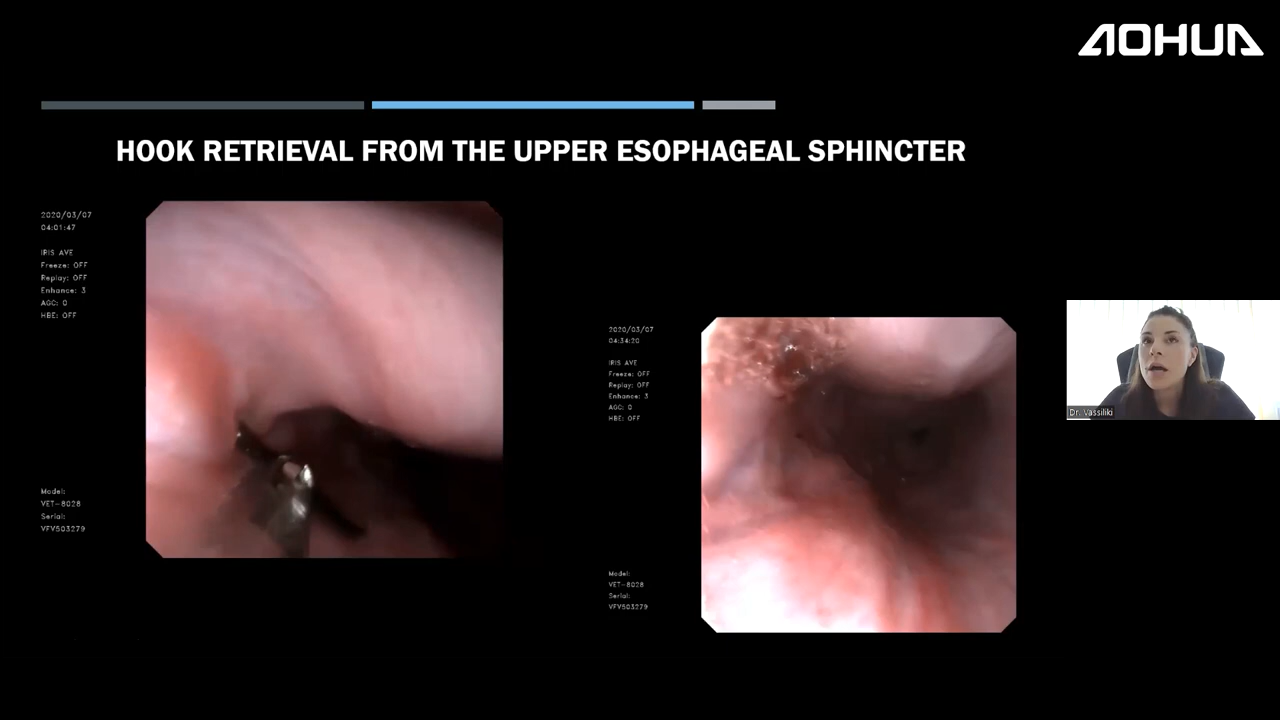 AOHUA
HOOK RETRIEVAL FROM THE UPPER ESOPHAGEAL SPHINCTER
2020/03/07
04:01:47
IRIS AVE
Freeze: OFF
Replay: OFF
Enhance: 3
AGC: 0
HBE: OFF
Model:
VET-8028
Serial:
VFV503279
2020/03/07
04:34:20
IRIS AVE
Freeze: OFF
Replay: OFF
Enhance: 3
AGC: 0
HBE: OFF
Model:
VET-8028
Serial:
VFV503279
Dr. Vassiliki